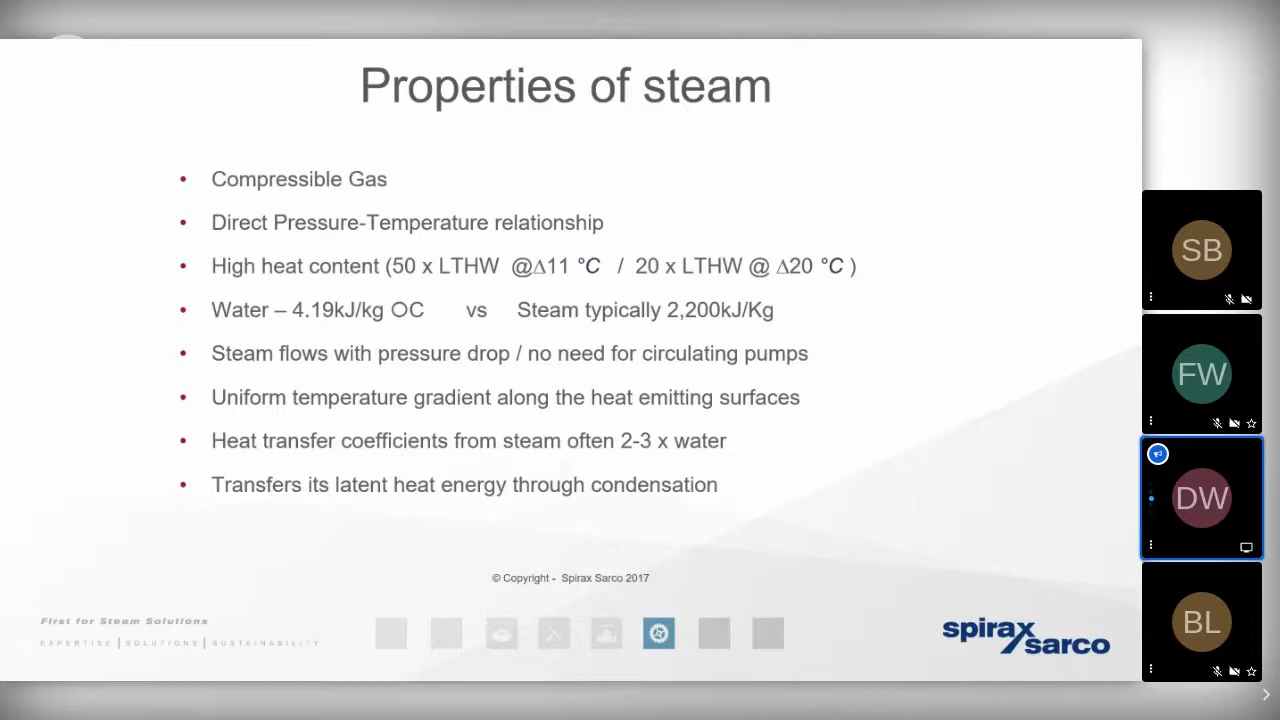 Properties of steam
• Compressible Gas
• Direct Pressure-Temperature relationship
• High heat content (50 x LTHW @∆11 °C / 20 x LTHW @ ∆20 °C )
• Water – 4.19kJ/kg OC vs Steam typically 2,200kJ/Kg
• Steam flows with pressure drop / no need for circulating pumps
• Uniform temperature gradient along the heat emitting surfaces
• Heat transfer coefficients from steam often 2-3 x water
• Transfers its latent heat energy through condensation
© Copyright - Spirax Sarco 2017
First for Steam Solutions
EXPERTISE | SOLUTIONS | SUSTAINABILITY
spirax
sarco
SB
FW
DW
BL